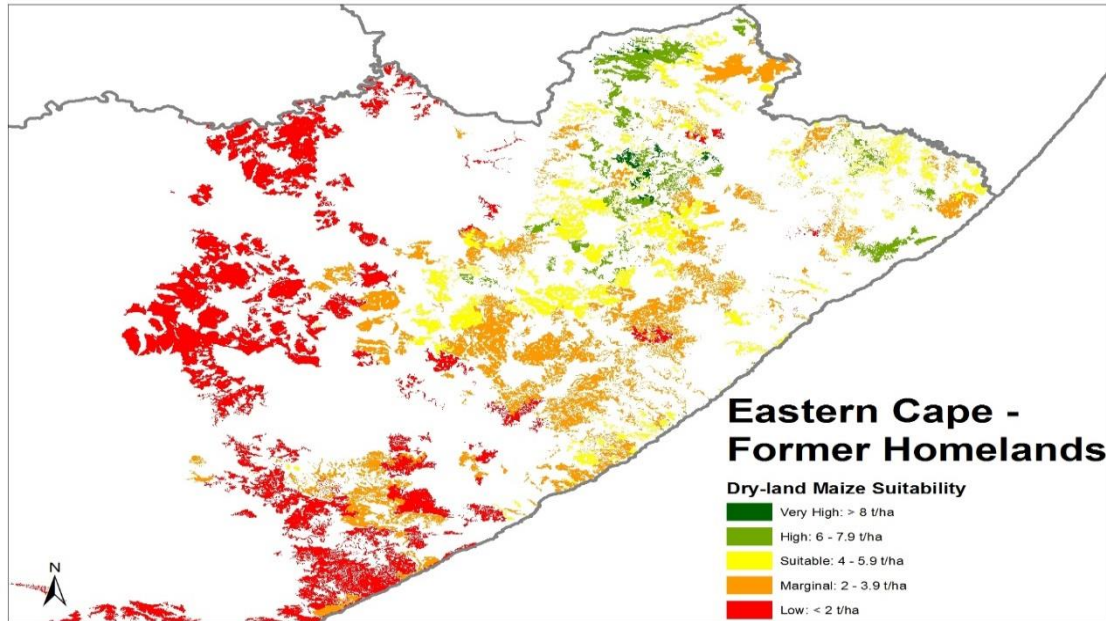 Eastern Cape -
Former Homelands
Dry-land Maize Suitability
Very High: > 8 t/ha
High: 6 - 7.9 t/ha
Suitable: 4 - 5.9 t/ha
Marginal: 2 - 3.9 t/ha
Low: < 2 t/ha
N